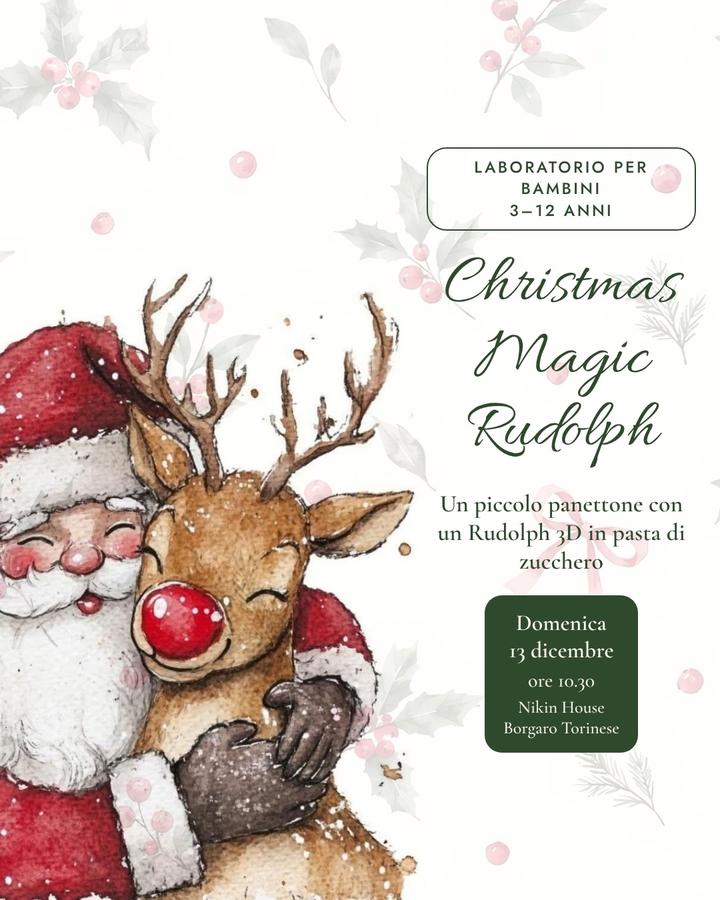 LABORATORIO PER
BAMBINI
3–12 ANNI
Christmas
Magic
Rudolph
Un piccolo panettone con
un Rudolph 3D in pasta di
zucchero
Domenica
13 dicembre
ore 10.30
Nikin House
Borgaro Torinese